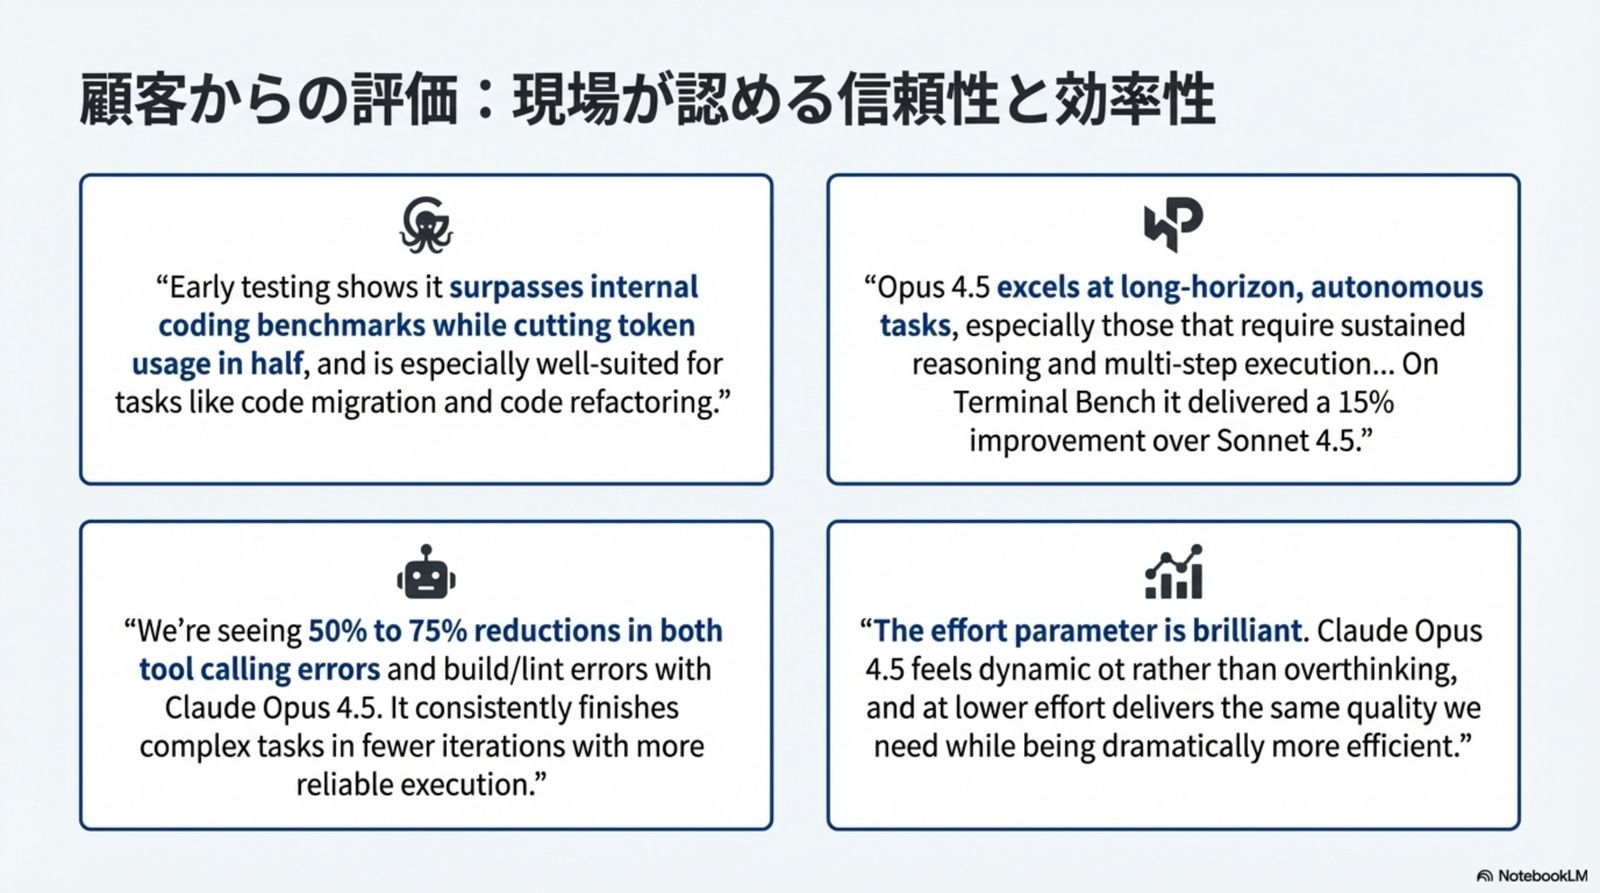 顧客からの評価：現場が認める信頼性と効率性
“Early testing shows it surpasses internal
coding benchmarks while cutting token
usage in half, and is especially well-suited for
tasks like code migration and code refactoring.”
“Opus 4.5 excels at long-horizon, autonomous
tasks, especially those that require sustained
reasoning and multi-step execution... On
Terminal Bench it delivered a 15%
improvement over Sonnet 4.5.”
“We’re seeing 50% to 75% reductions in both
tool calling errors and build/lint errors with
Claude Opus 4.5. It consistently finishes
complex tasks in fewer iterations with more
reliable execution.”
“The effort parameter is brilliant. Claude Opus
4.5 feels dynamic ot rather than overthinking,
and at lower effort delivers the same quality we
need while being dramatically more efficient.”
NotebookLM